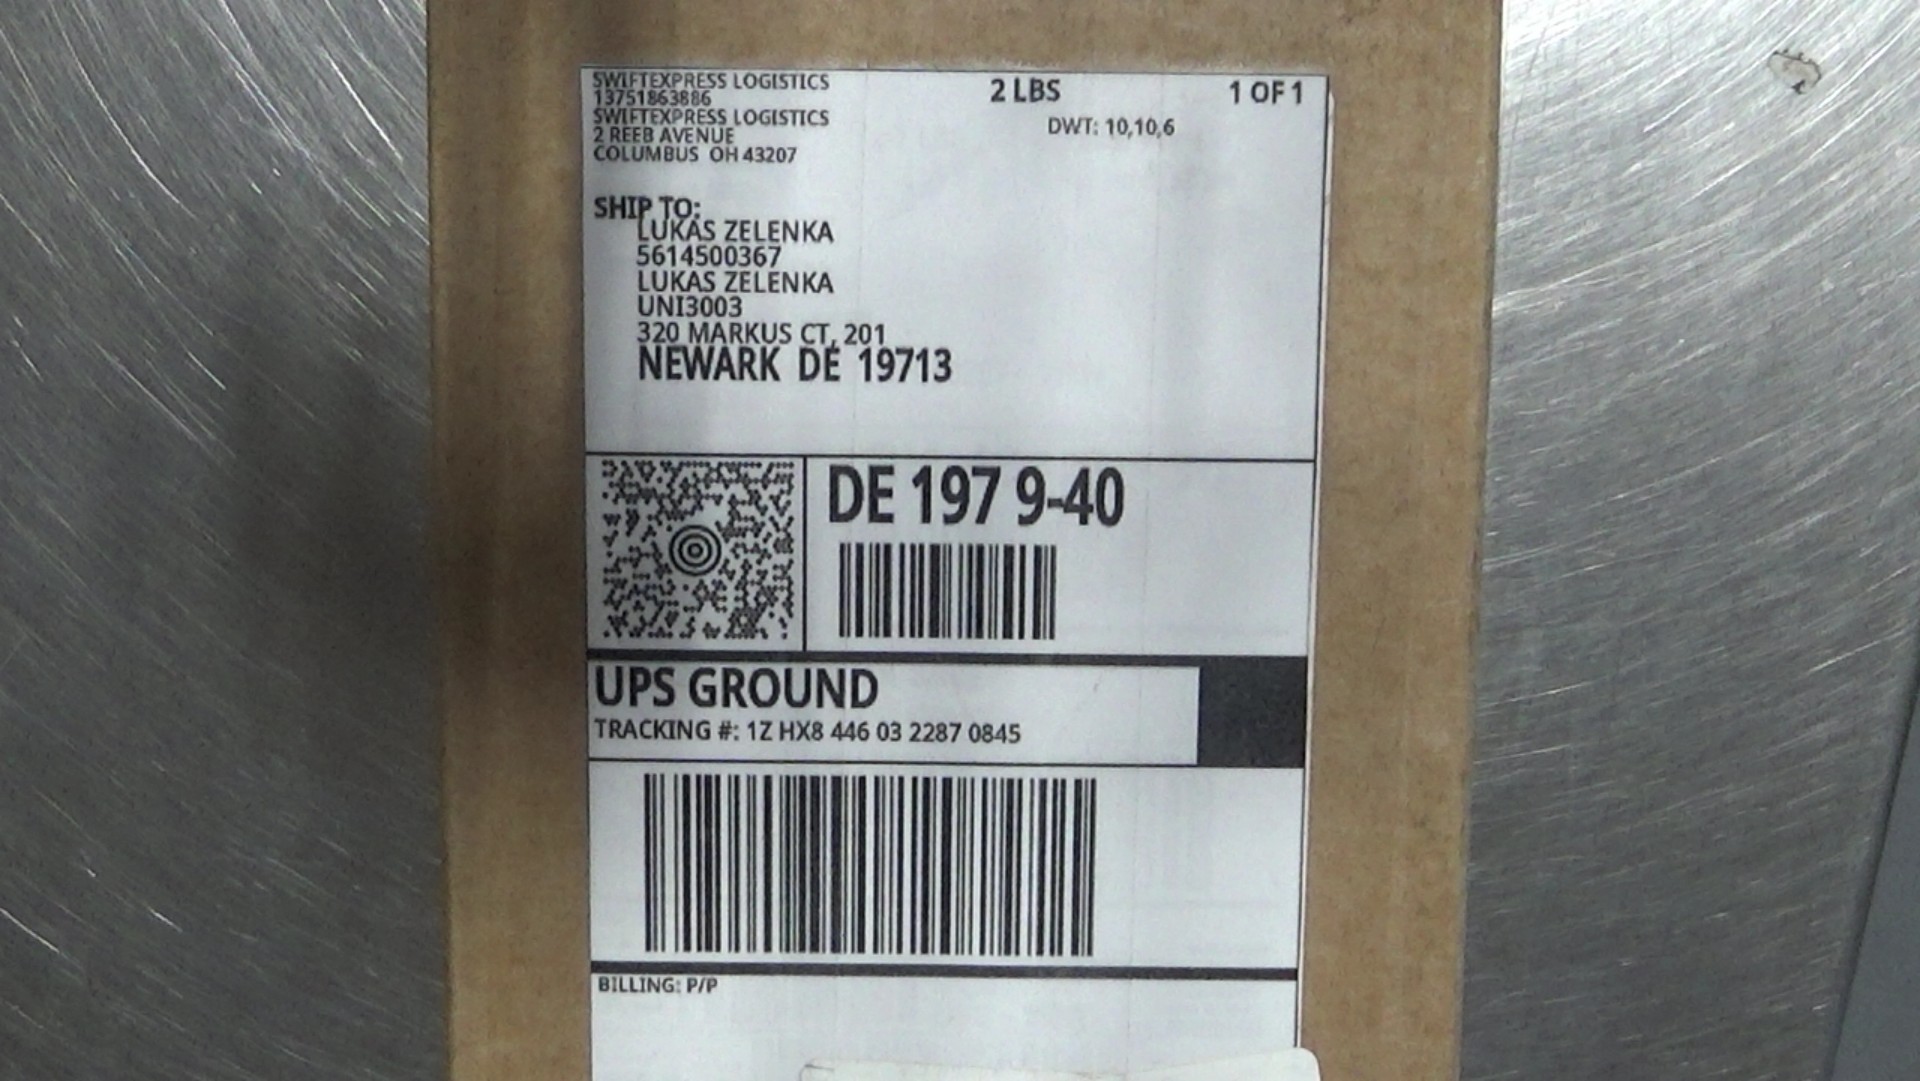 SWIFTEXPRESS LOGISTICS
13751863886
SWIFTEXPRESS LOGISTICS
2 REEB AVENUE
COLUMBUS OH 43207
2 LBS
1 OF 1
DWT: 10,10,6
SHIP TO:
LUKAS ZELENKA
5614500367
LUKAS ZELENKA
UNI3003
320 MARKUS CT, 201
NEWARK DE 19713
DE 197 9-40
UPS GROUND
TRACKING #: 1Z HX8 446 03 2287 0845
BILLING: P/P